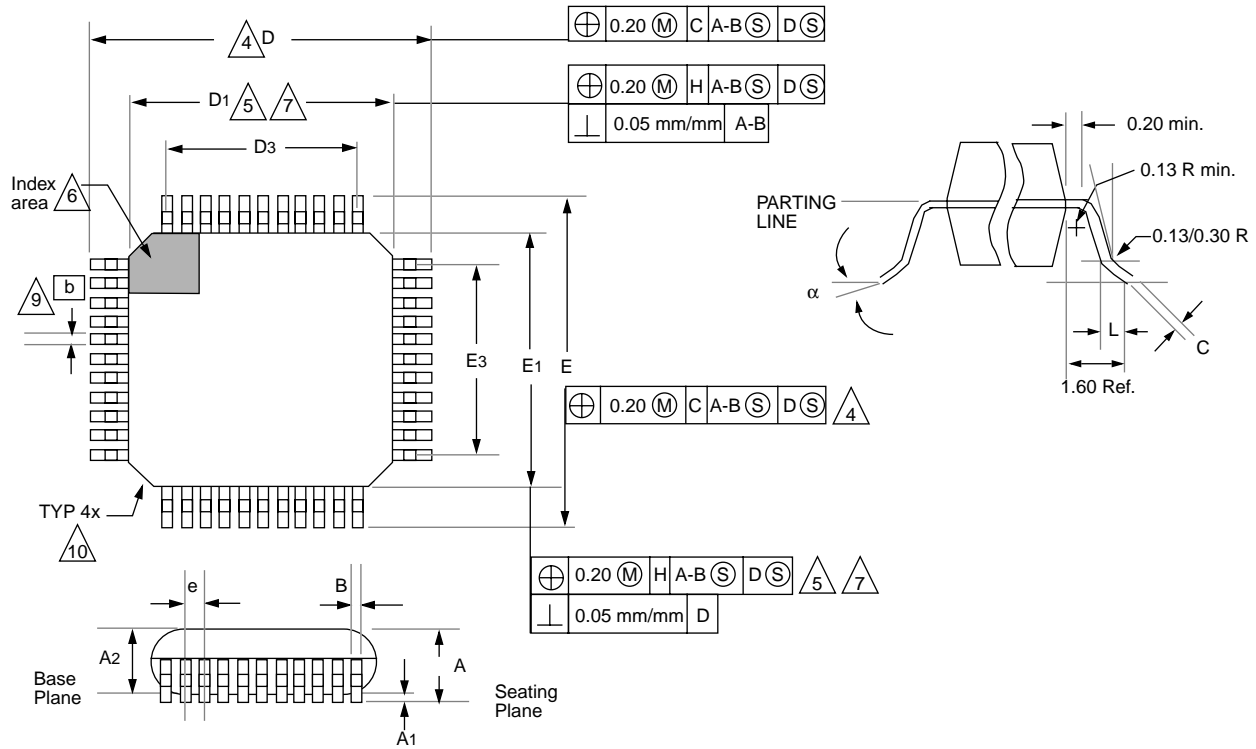 ⊕ 0.20 Ⓜ C A-B Ⓢ D Ⓢ
4 D
⊕ 0.20 Ⓜ H A-B Ⓢ D Ⓢ
⊥ 0.05 mm/mm A-B
D1 5 7
D3
Index
area 6
9 b
E3
E1
E
⊕ 0.20 Ⓜ C A-B Ⓢ D Ⓢ 4
TYP 4x
10
⊕ 0.20 Ⓜ H A-B Ⓢ D Ⓢ 5 7
⊥ 0.05 mm/mm D
e
B
A2
A
Base
Plane
Seating
Plane
A1
0.20 min.
0.13 R min.
PARTING
LINE
0.13/0.30 R
α
L
C
1.60 Ref.